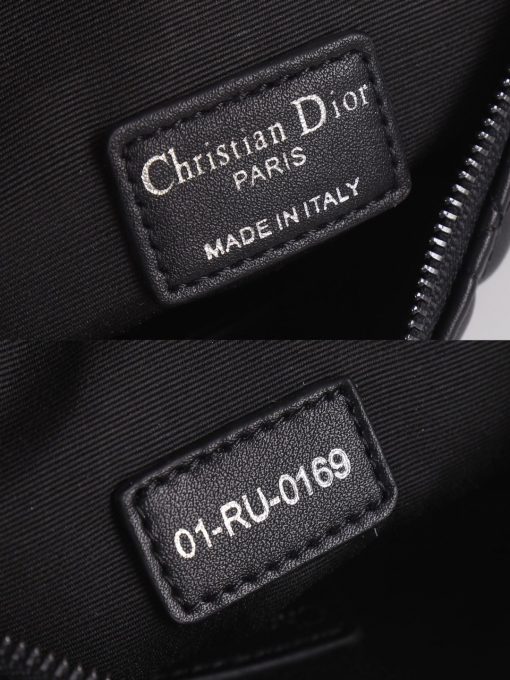 Christian Dior
PARIS
MADE IN ITALY
01-RU-0169